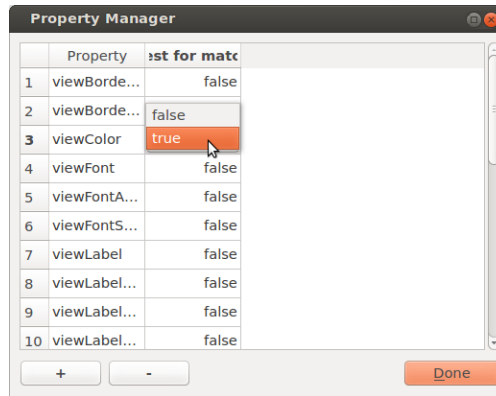 Property Manager
Property est for matc
1 viewBorde... false
2 viewBorde... false
3 viewColor true
4 viewFont false
5 viewFontA... false
6 viewFontS... false
7 viewLabel false
8 viewLabel... false
9 viewLabel... false
10 viewLabel... false
+ - Done